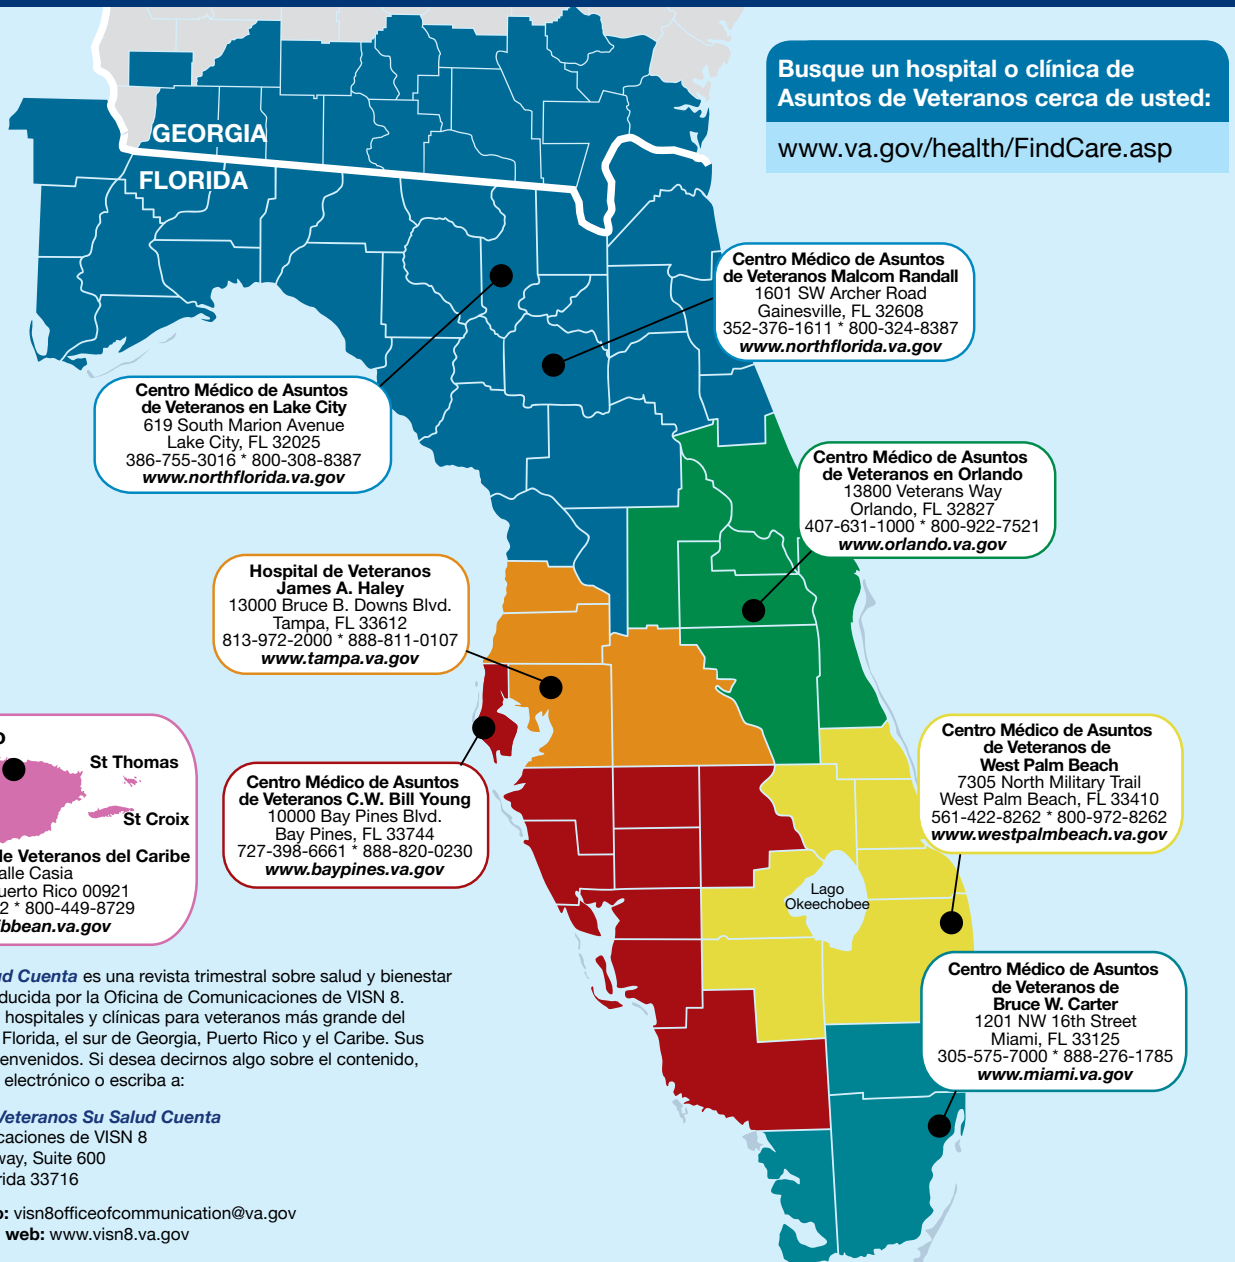 Busque un hospital o clínica de
Asuntos de Veteranos cerca de usted:
www.va.gov/health/FindCare.asp
GEORGIA
FLORIDA
Centro Médico de Asuntos
de Veteranos Malcom Randall
1601 SW Archer Road
Gainesville, FL 32608
352-376-1611 * 800-324-8387
www.northflorida.va.gov
Centro Médico de Asuntos
de Veteranos en Lake City
619 South Marion Avenue
Lake City, FL 32025
386-755-3016 * 800-308-8387
www.northflorida.va.gov
Centro Médico de Asuntos
de Veteranos en Orlando
13800 Veterans Way
Orlando, FL 32827
407-631-1000 * 800-922-7521
www.orlando.va.gov
Hospital de Veteranos
James A. Haley
13000 Bruce B. Downs Blvd.
Tampa, FL 33612
813-972-2000 * 888-811-0107
www.tampa.va.gov
Centro Médico de Asuntos
de Veteranos C.W. Bill Young
10000 Bay Pines Blvd.
Bay Pines, FL 33744
727-398-6661 * 888-820-0230
www.baypines.va.gov
Centro Médico de Asuntos
de Veteranos de
West Palm Beach
7305 North Military Trail
West Palm Beach, FL 33410
561-422-8262 * 800-972-8262
www.westpalmbeach.va.gov
Lago
Okeechobee
Centro Médico de Asuntos
de Veteranos de
Bruce W. Carter
1201 NW 16th Street
Miami, FL 33125
305-575-7000 * 888-276-1785
www.miami.va.gov
St Thomas
St Croix
de Veteranos del Caribe
alle Casia
uerto Rico 00921
2 * 800-449-8729
ibbean.va.gov
ud Cuenta es una revista trimestral sobre salud y bienestar
ducida por la Oficina de Comunicaciones de VISN 8.
hospitales y clínicas para veteranos más grande del
Florida, el sur de Georgia, Puerto Rico y el Caribe. Sus
envenidos. Si desea decirnos algo sobre el contenido,
electrónico o escriba a:
Veteranos Su Salud Cuenta
caciones de VISN 8
way, Suite 600
rida 33716
o: visn8officeofcommunication@va.gov
web: www.visn8.va.gov